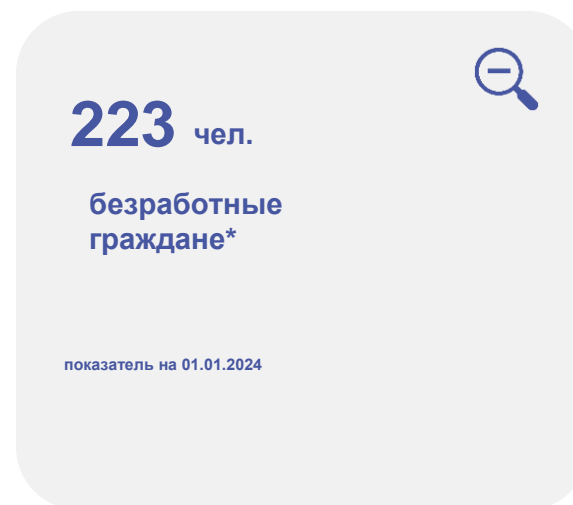 223 чел.
безработные
граждане*
показатель на 01.01.2024